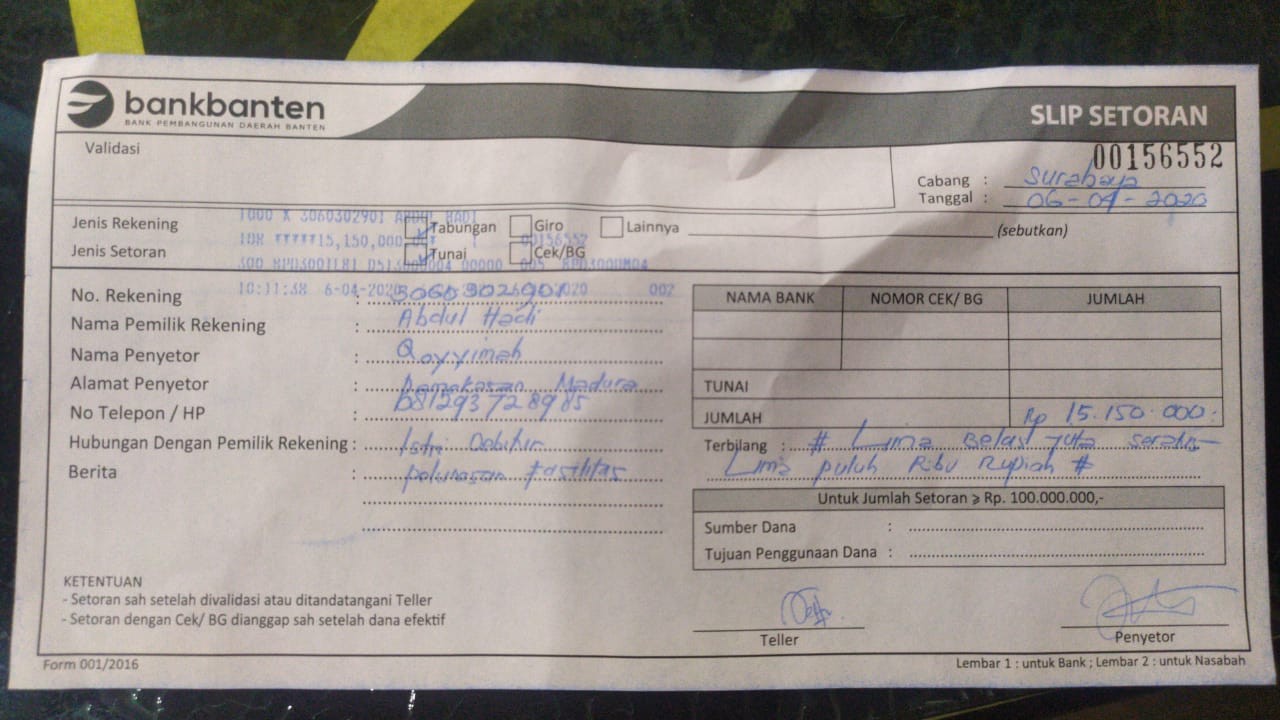 bankbanten
BANK PEMBANGUNAN DAERAH BANTEN
SLIP SETORAN
00156552
Validasi
Cabang : Surabaya
Tanggal : 06-04-2020
1000 X 3060302901 ABDUL HADI
Jenis Rekening Tabungan Giro Lainnya (sebutkan)
IDR *****15,150,000 00156552
Jenis Setoran Tunai Cek/BG
10:11:38 6-04-2020 002
No. Rekening : 3060302901
Nama Pemilik Rekening : Abdul Hadi
Nama Penyetor : Qoyyimah
Alamat Penyetor : Pamekasan Madura
No Telepon / HP : 081293728985
Hubungan Dengan Pemilik Rekening : Istri Debitur
Berita : pelunasan fasilitas
NAMA BANK NOMOR CEK/ BG JUMLAH
TUNAI
JUMLAH Rp 15.150.000
Terbilang : # Lima Belas Juta Seratus
Lima puluh Ribu Rupiah #
Untuk Jumlah Setoran ⩾ Rp. 100.000.000,-
Sumber Dana :
Tujuan Penggunaan Dana :
KETENTUAN
- Setoran sah setelah divalidasi atau ditandatangani Teller
- Setoran dengan Cek/ BG dianggap sah setelah dana efektif
Teller
Penyetor
Form 001/2016
Lembar 1 : untuk Bank ; Lembar 2 : untuk Nasabah